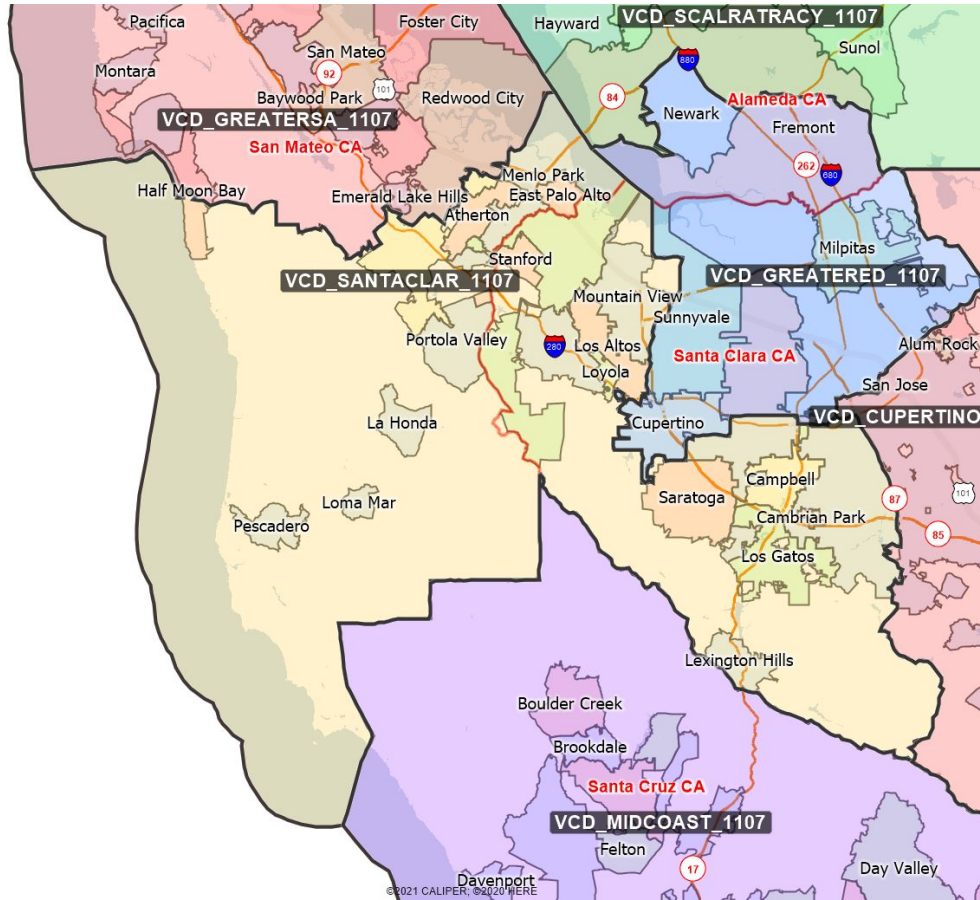 Pacifica
Foster City
Hayward
VCD_SCALRATRACY_1107
Sunol
San Mateo
880
Montara
92
101
84
Baywood Park
Redwood City
Newark
Alameda CA
VCD_GREATERSA_1107
Fremont
San Mateo CA
262
680
Menlo Park
Half Moon Bay
Emerald Lake Hills
East Palo Alto
Atherton
Milpitas
Stanford
VCD_SANTACLAR_1107
VCD_GREATERED_1107
Mountain View
Sunnyvale
Portola Valley
280
Los Altos
Santa Clara CA
Alum Rock
Loyola
San Jose
La Honda
Cupertino
VCD_CUPERTINO
Campbell
Saratoga
101
Loma Mar
87
Pescadero
Cambrian Park
85
Los Gatos
Lexington Hills
Boulder Creek
Brookdale
Santa Cruz CA
VCD_MIDCOAST_1107
Felton
17
Day Valley
Davenport
©2021 CALIPER; ©2020 HERE